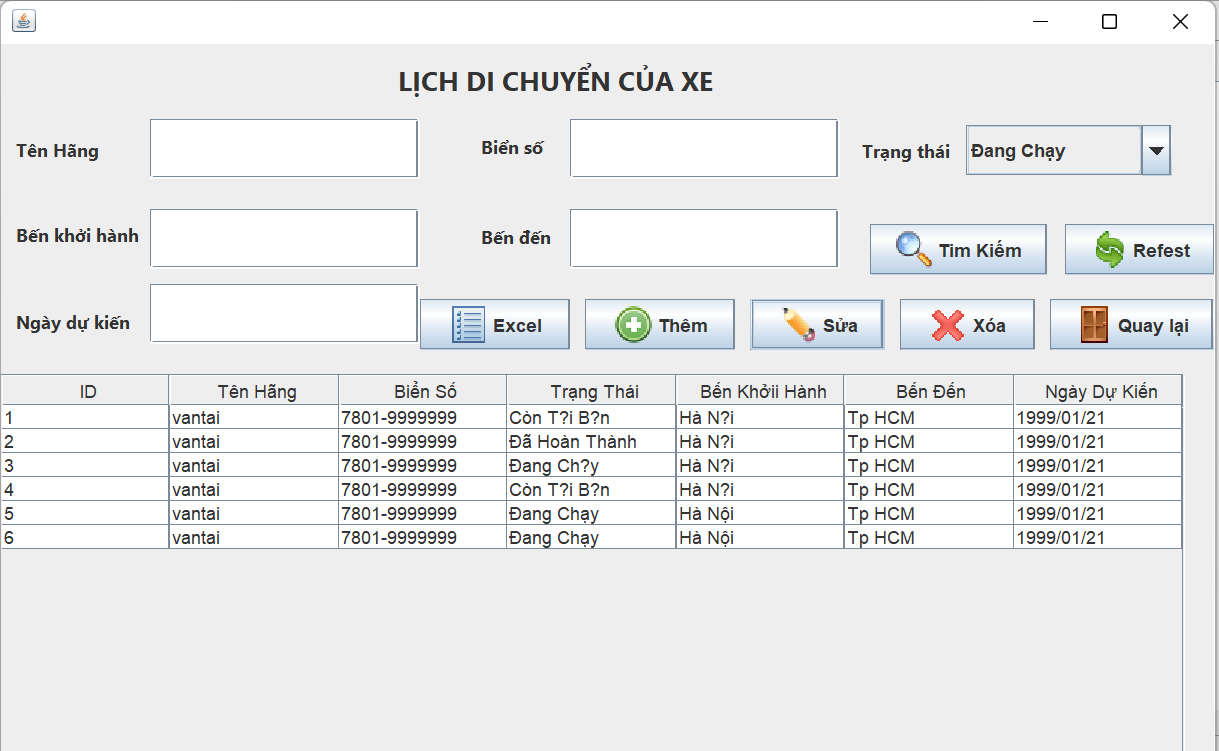 LỊCH DI CHUYỂN CỦA XE
Tên Hãng
Biển số
Trạng thái
Đang Chạy
Bến khởi hành
Bến đến
Tim Kiếm
Refest
Ngày dự kiến
Excel
Thêm
Sửa
Xóa
Quay lại
ID Tên Hãng Biển Số Trạng Thái Bến Khởii Hành Bến Đến Ngày Dự Kiến
1 vantai 7801-9999999 Còn T?i B?n Hà N?i Tp HCM 1999/01/21
2 vantai 7801-9999999 Đã Hoàn Thành Hà N?i Tp HCM 1999/01/21
3 vantai 7801-9999999 Đang Ch?y Hà N?i Tp HCM 1999/01/21
4 vantai 7801-9999999 Còn T?i B?n Hà N?i Tp HCM 1999/01/21
5 vantai 7801-9999999 Đang Chạy Hà Nội Tp HCM 1999/01/21
6 vantai 7801-9999999 Đang Chạy Hà Nội Tp HCM 1999/01/21